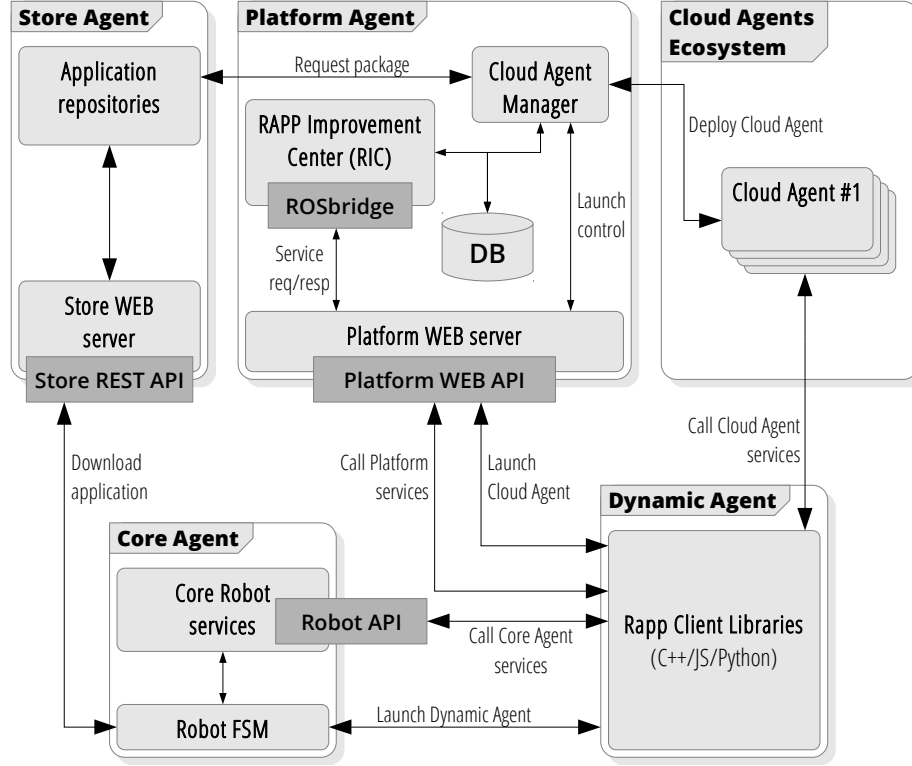 Store Agent
Application
repositories
Store WEB
server
Store REST API
Platform Agent
Request package
Cloud Agent
Manager
RAPP Improvement
Center (RIC)
ROSbridge
Service
req/resp
DB
Launch
control
Platform WEB server
Platform WEB API
Cloud Agents
Ecosystem
Deploy Cloud Agent
Cloud Agent #1
Call Cloud Agent
services
Download
application
Call Platform
services
Launch
Cloud Agent
Core Agent
Core Robot
services
Robot API
Robot FSM
Call Core Agent
services
Launch Dynamic Agent
Dynamic Agent
Rapp Client Libraries
(C++/JS/Python)